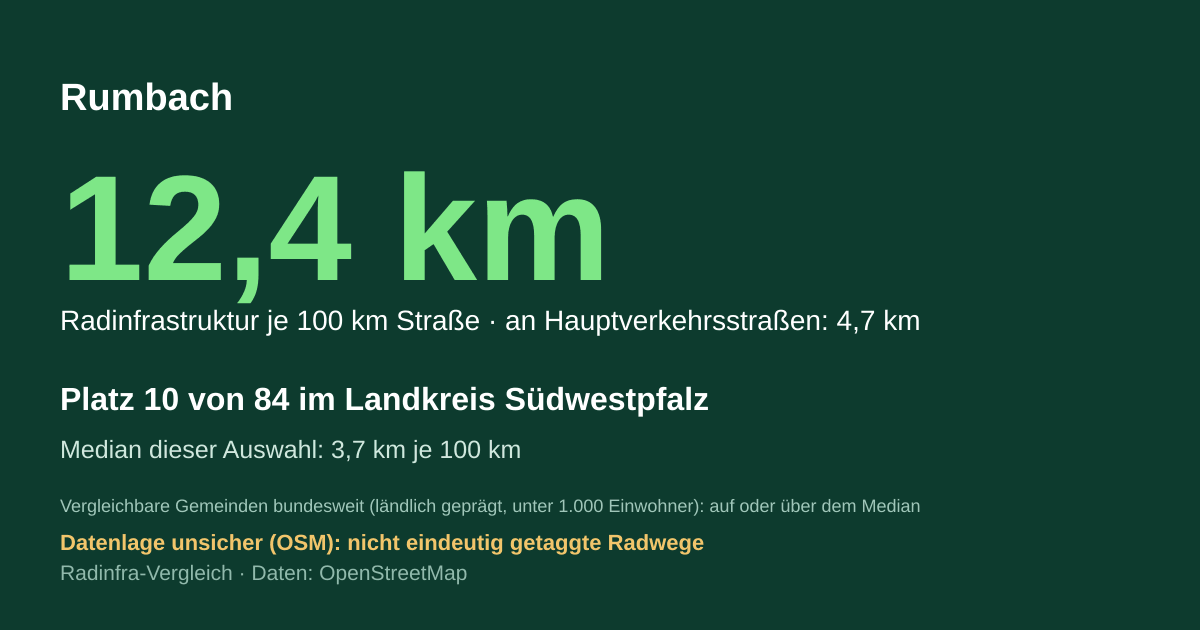 Rumbach
12,4 km
Radinfrastruktur je 100 km Straße · an Hauptverkehrsstraßen: 4,7 km
Platz 10 von 84 im Landkreis Südwestpfalz
Median dieser Auswahl: 3,7 km je 100 km
Vergleichbare Gemeinden bundesweit (ländlich geprägt, unter 1.000 Einwohner): auf oder über dem Median
Datenlage unsicher (OSM): nicht eindeutig getaggte Radwege
Radinfra-Vergleich · Daten: OpenStreetMap